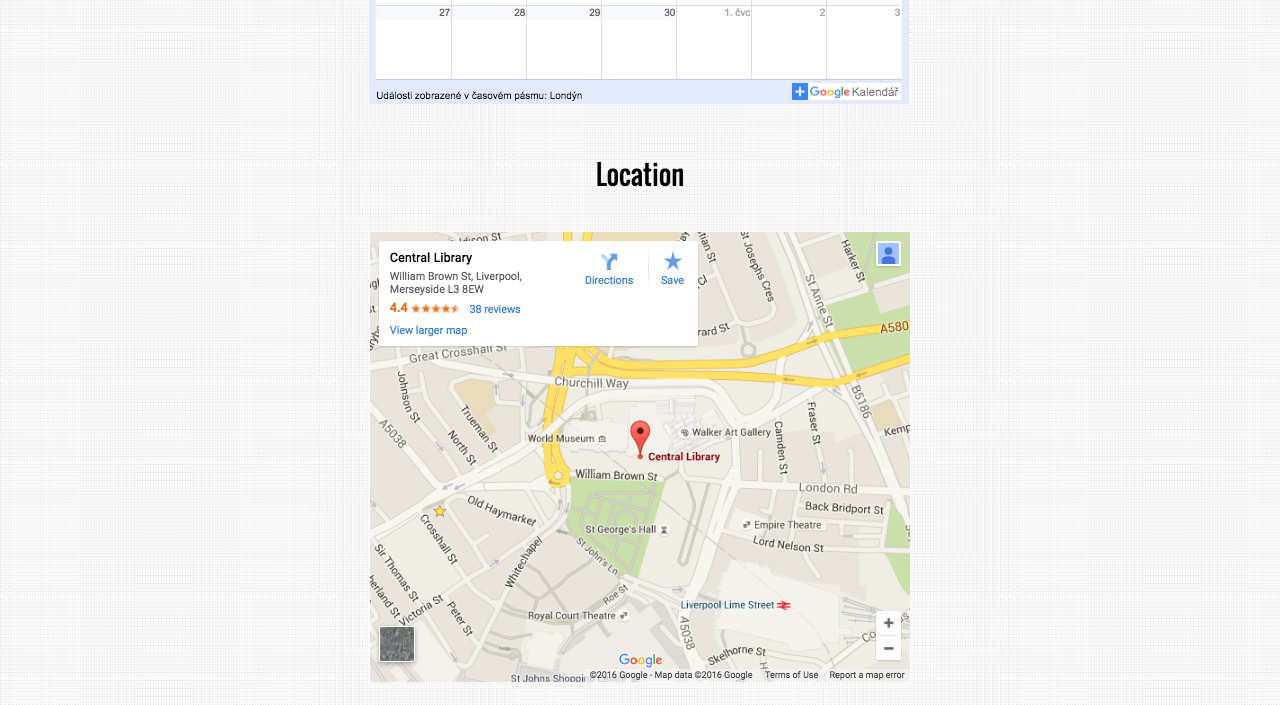 27 28 29 30 1. čvc 2 3
Události zobrazené v časovém pásmu: Londýn
Google Kalendář
Location
Central Library
William Brown St, Liverpool,
Merseyside L3 8EW
4.4 38 reviews
View larger map
Directions
Save
St Josephs Cres
Harker St
St Anne St
A580
Great Crosshall St
Churchill Way
Johnson St
Trueman St
North St
A5038
B5186
Fraser St
Camden St
World Museum
Walker Art Gallery
Central Library
William Brown St
London Rd
Back Bridport St
Old Haymarket
Crosshall St
St George's Hall
Empire Theatre
Lord Nelson St
St John's Ln
Whitechapel
Sir Thomas St
Victoria St
Peter St
Roe St
Royal Court Theatre
Liverpool Lime Street
A5038
Skelhorne St
Google
St Johns Shoppin
©2016 Google - Map data ©2016 Google
Terms of Use
Report a map error